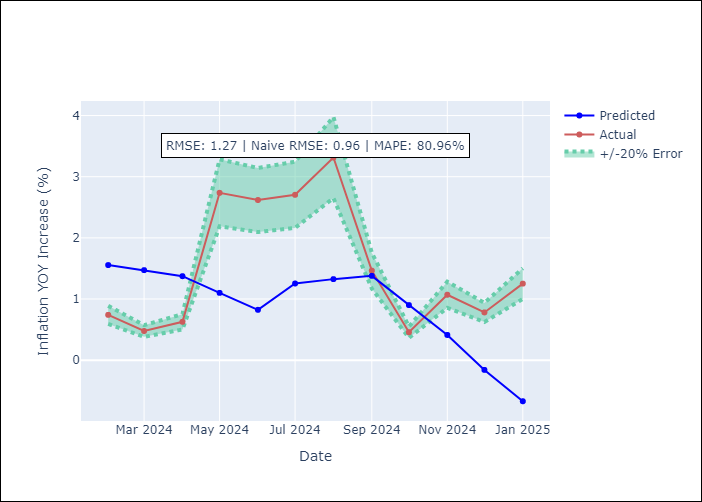 RMSE: 1.27 | Naive RMSE: 0.96 | MAPE: 80.96%
Predicted
Actual
+/-20% Error
4
3
2
1
0
Inflation YOY Increase (%)
Mar 2024
May 2024
Jul 2024
Sep 2024
Nov 2024
Jan 2025
Date